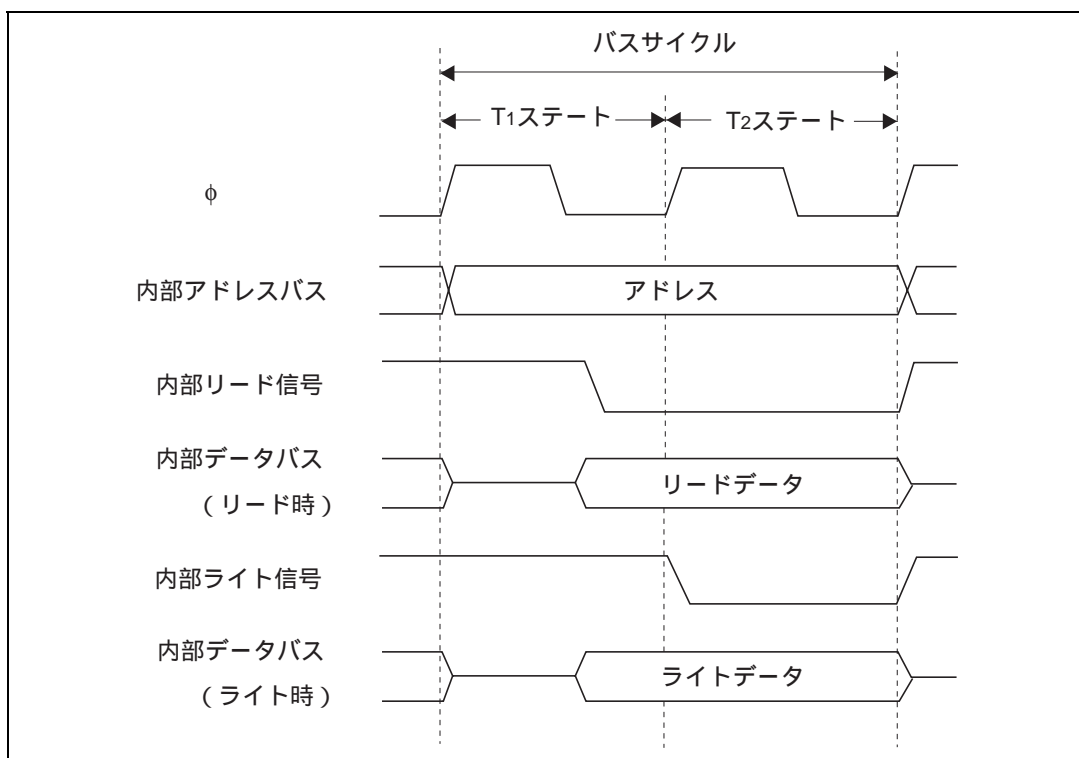 バスサイクル
T1ステート
T2ステート
φ
内部アドレスバス
アドレス
内部リード信号
内部データバス
(リード時)
リードデータ
内部ライト信号
内部データバス
(ライト時)
ライトデータ